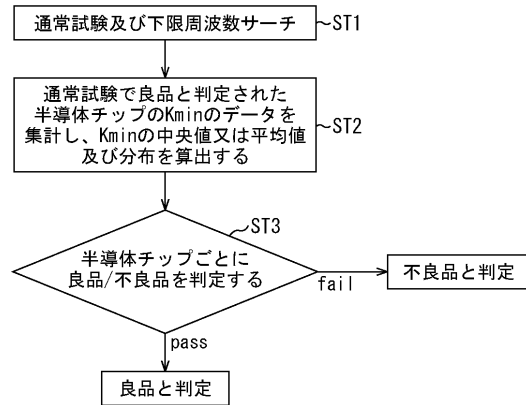 通常試験及び下限周波数サーチ
ST1
通常試験で良品と判定された
半導体チップのKminのデータを
集計し、Kminの中央値又は平均値
及び分布を算出する
ST2
ST3
半導体チップごとに
良品/不良品を判定する
fail
不良品と判定
pass
良品と判定